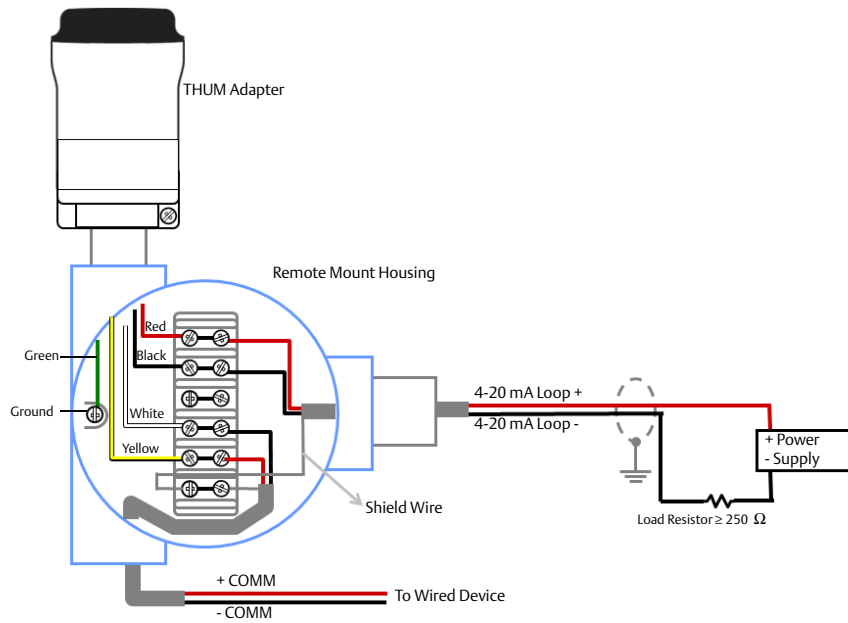 THUM Adapter
Remote Mount Housing
Red
Black
Green
Ground
White
Yellow
4-20 mA Loop +
4-20 mA Loop -
+ Power
- Supply
Shield Wire
Load Resistor ≥ 250 Ω
+ COMM
To Wired Device
- COMM